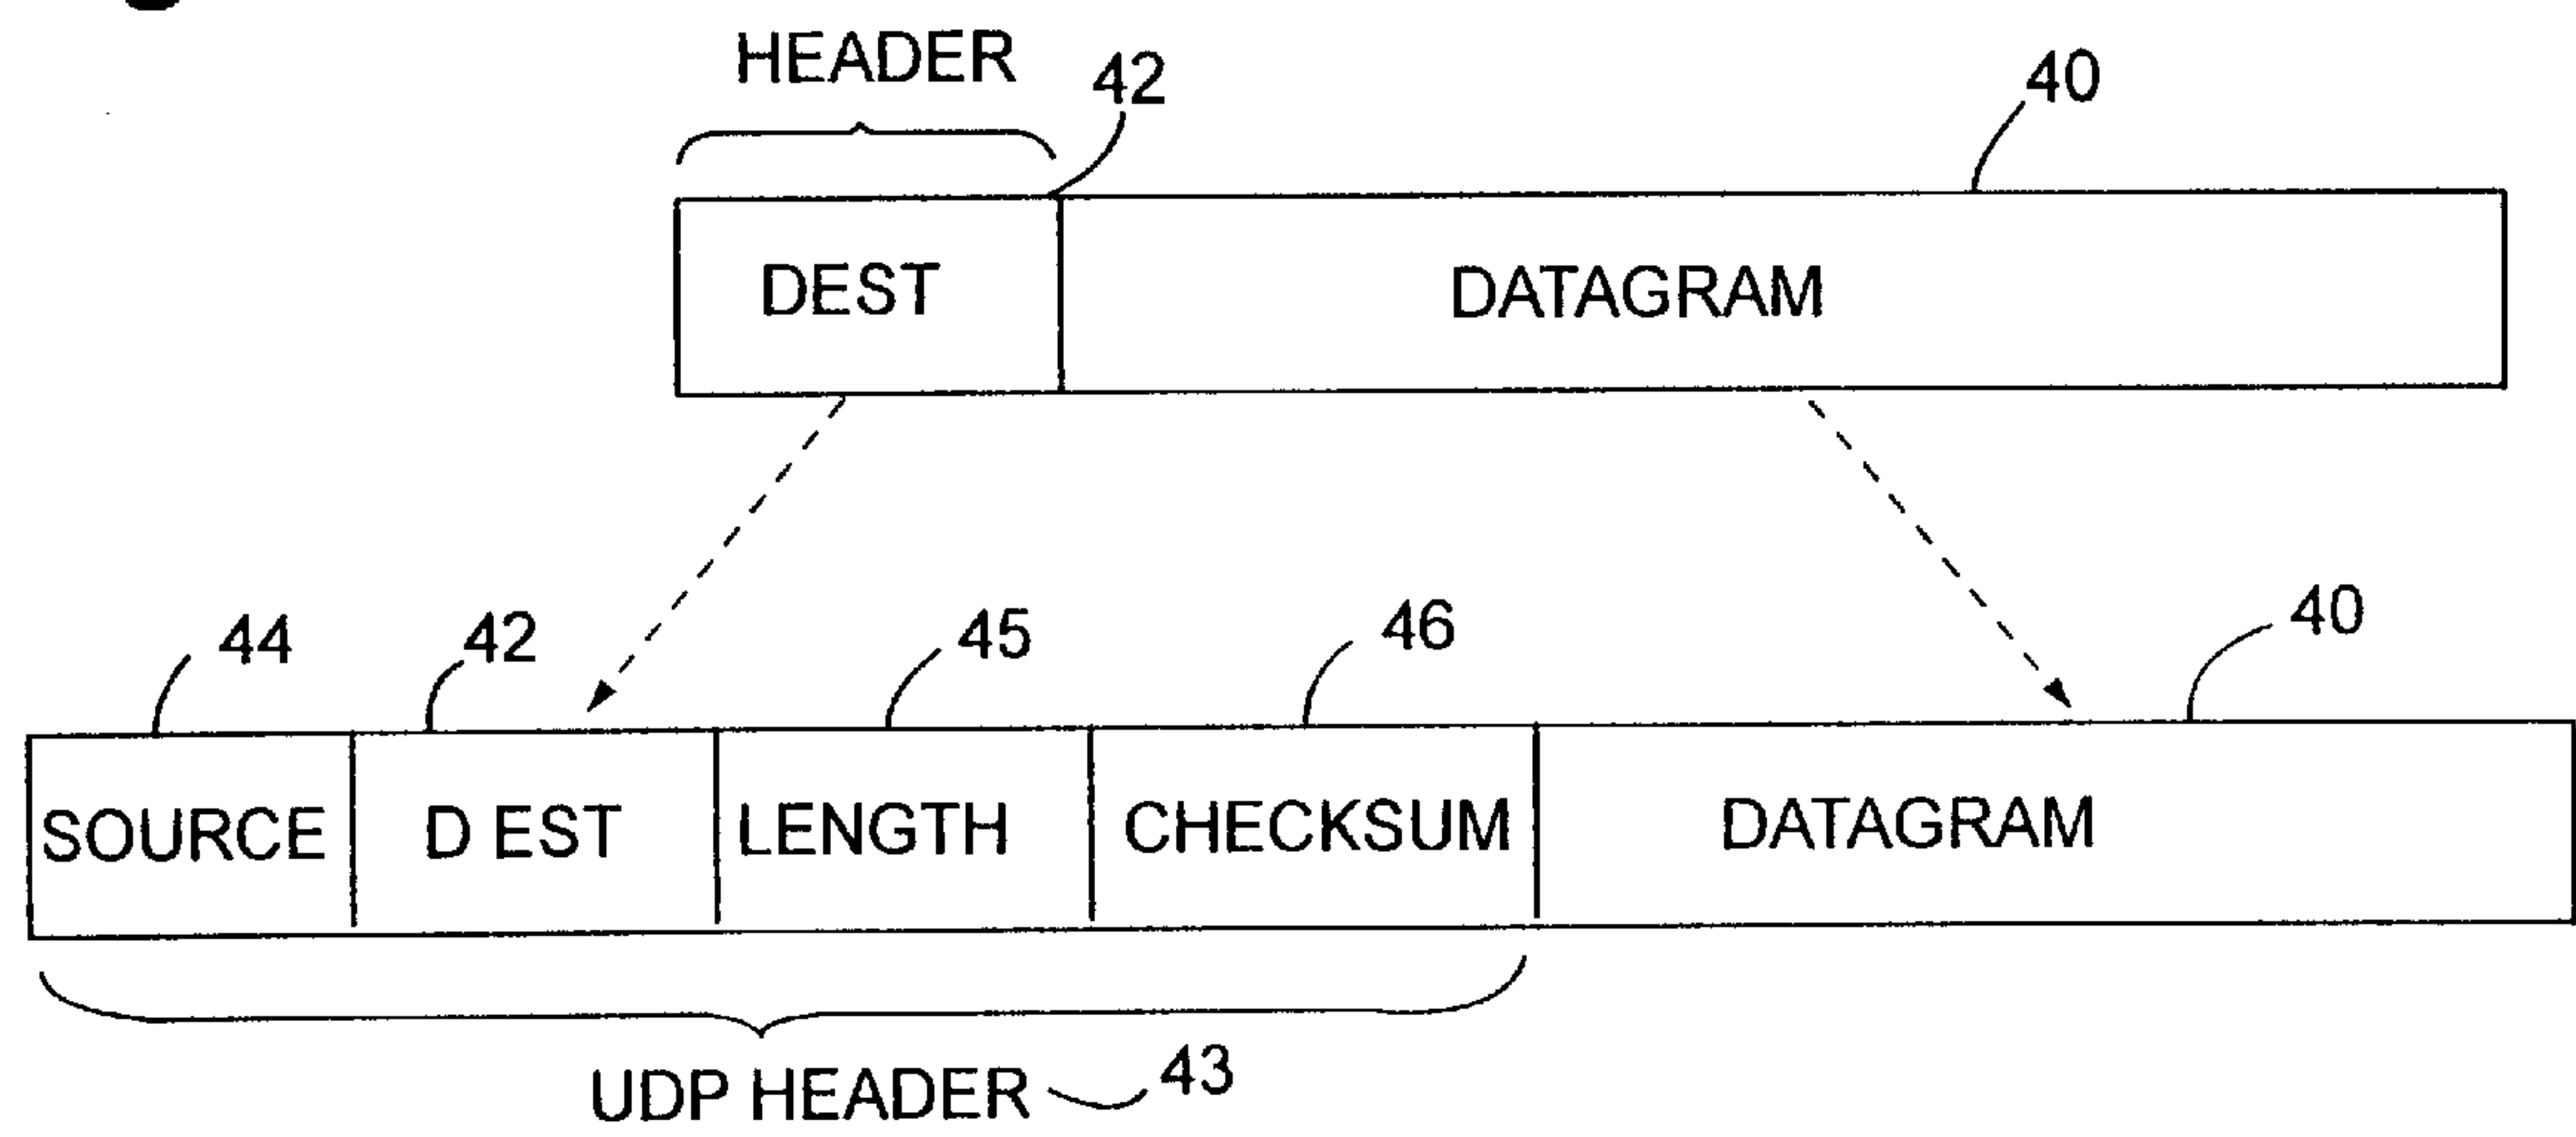 HEADER
42
40
DEST
DATAGRAM
44
42
45
46
40
SOURCE
D EST
LENGTH
CHECKSUM
DATAGRAM
UDP HEADER
43